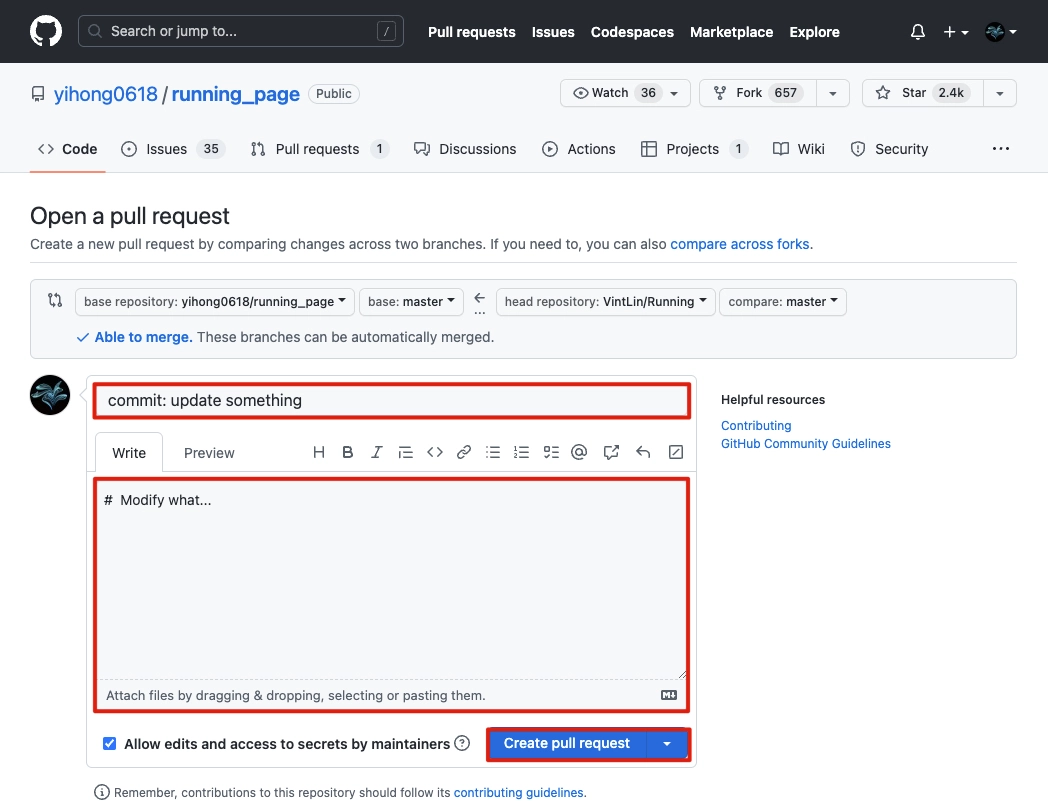 Search or jump to... /
Pull requests Issues Codespaces Marketplace Explore
yihong0618 / running_page Public
Watch 36 Fork 657 Star 2.4k
Code Issues 35 Pull requests 1 Discussions Actions Projects 1 Wiki Security
Open a pull request
Create a new pull request by comparing changes across two branches. If you need to, you can also compare across forks.
base repository: yihong0618/running_page base: master ... head repository: VintLin/Running compare: master
Able to merge. These branches can be automatically merged.
commit: update something
Helpful resources
Contributing
GitHub Community Guidelines
Write Preview
# Modify what...
Attach files by dragging & dropping, selecting or pasting them.
Allow edits and access to secrets by maintainers
Create pull request
Remember, contributions to this repository should follow its contributing guidelines.